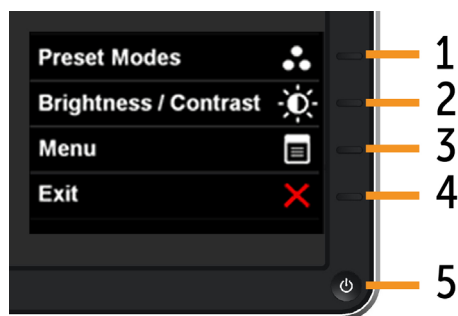 Preset Modes 1
Brightness / Contrast 2
Menu 3
Exit 4
5